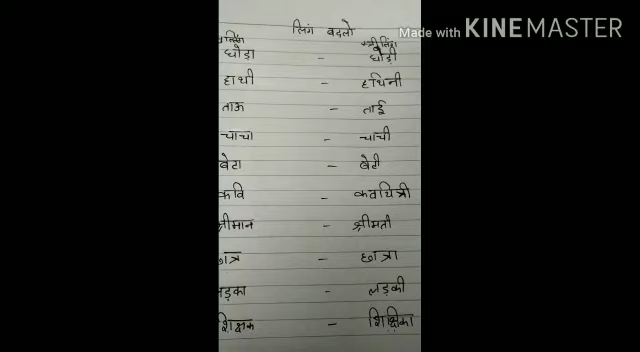 Made with KINEMASTER
लिगं बदलो
घोड़ा - घोड़ी
हाथी - हथिनी
ताऊ - ताई
चाचा - चाची
बेटा - बेटी
कवि - कवयित्री
श्रीमान - श्रीमती
छात्र - छात्रा
लड़का - लड़की
शिक्षक - शिक्षिका